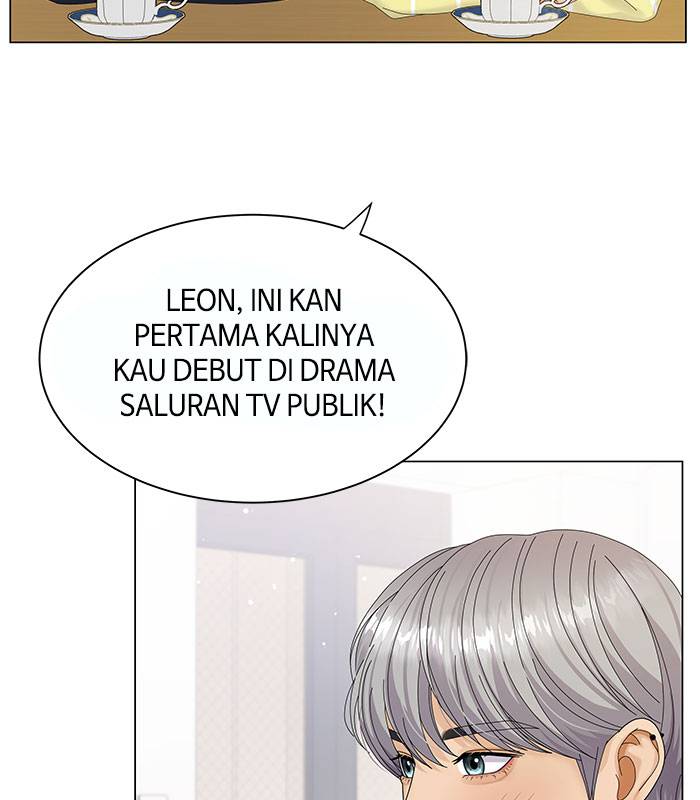 LEON, INI KAN
PERTAMA KALINYA
KAU DEBUT DI DRAMA
SALURAN TV PUBLIK!